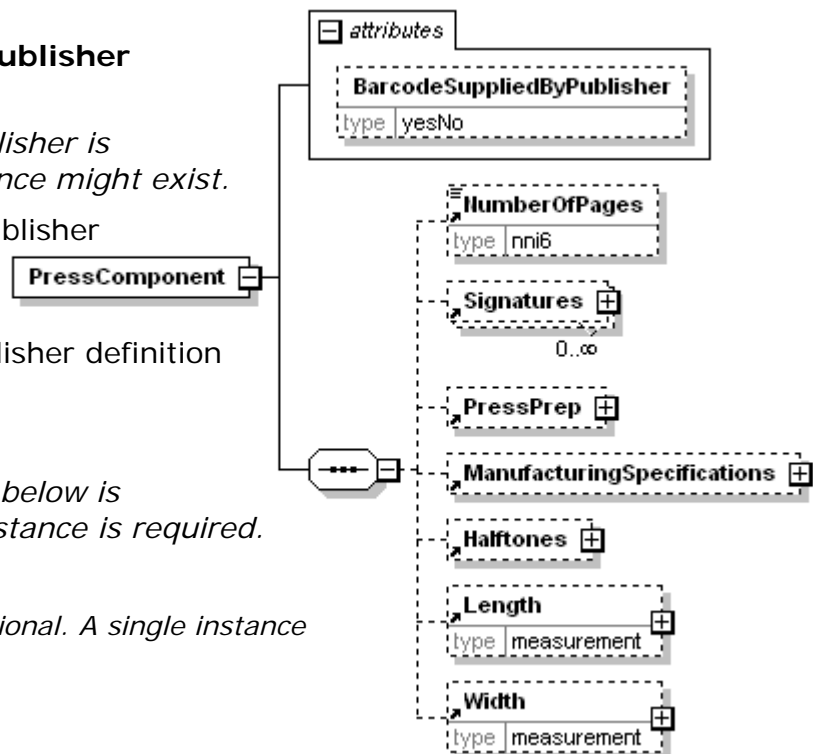 ublisher
lisher is
nce might exist.
blisher
lisher definition
below is
stance is required.
ional. A single instance
attributes
BarcodeSuppliedByPublisher
type yesNo
PressComponent
NumberOfPages
type nni6
Signatures
0..∞
PressPrep
ManufacturingSpecifications
Halftones
Length
type measurement
Width
type measurement